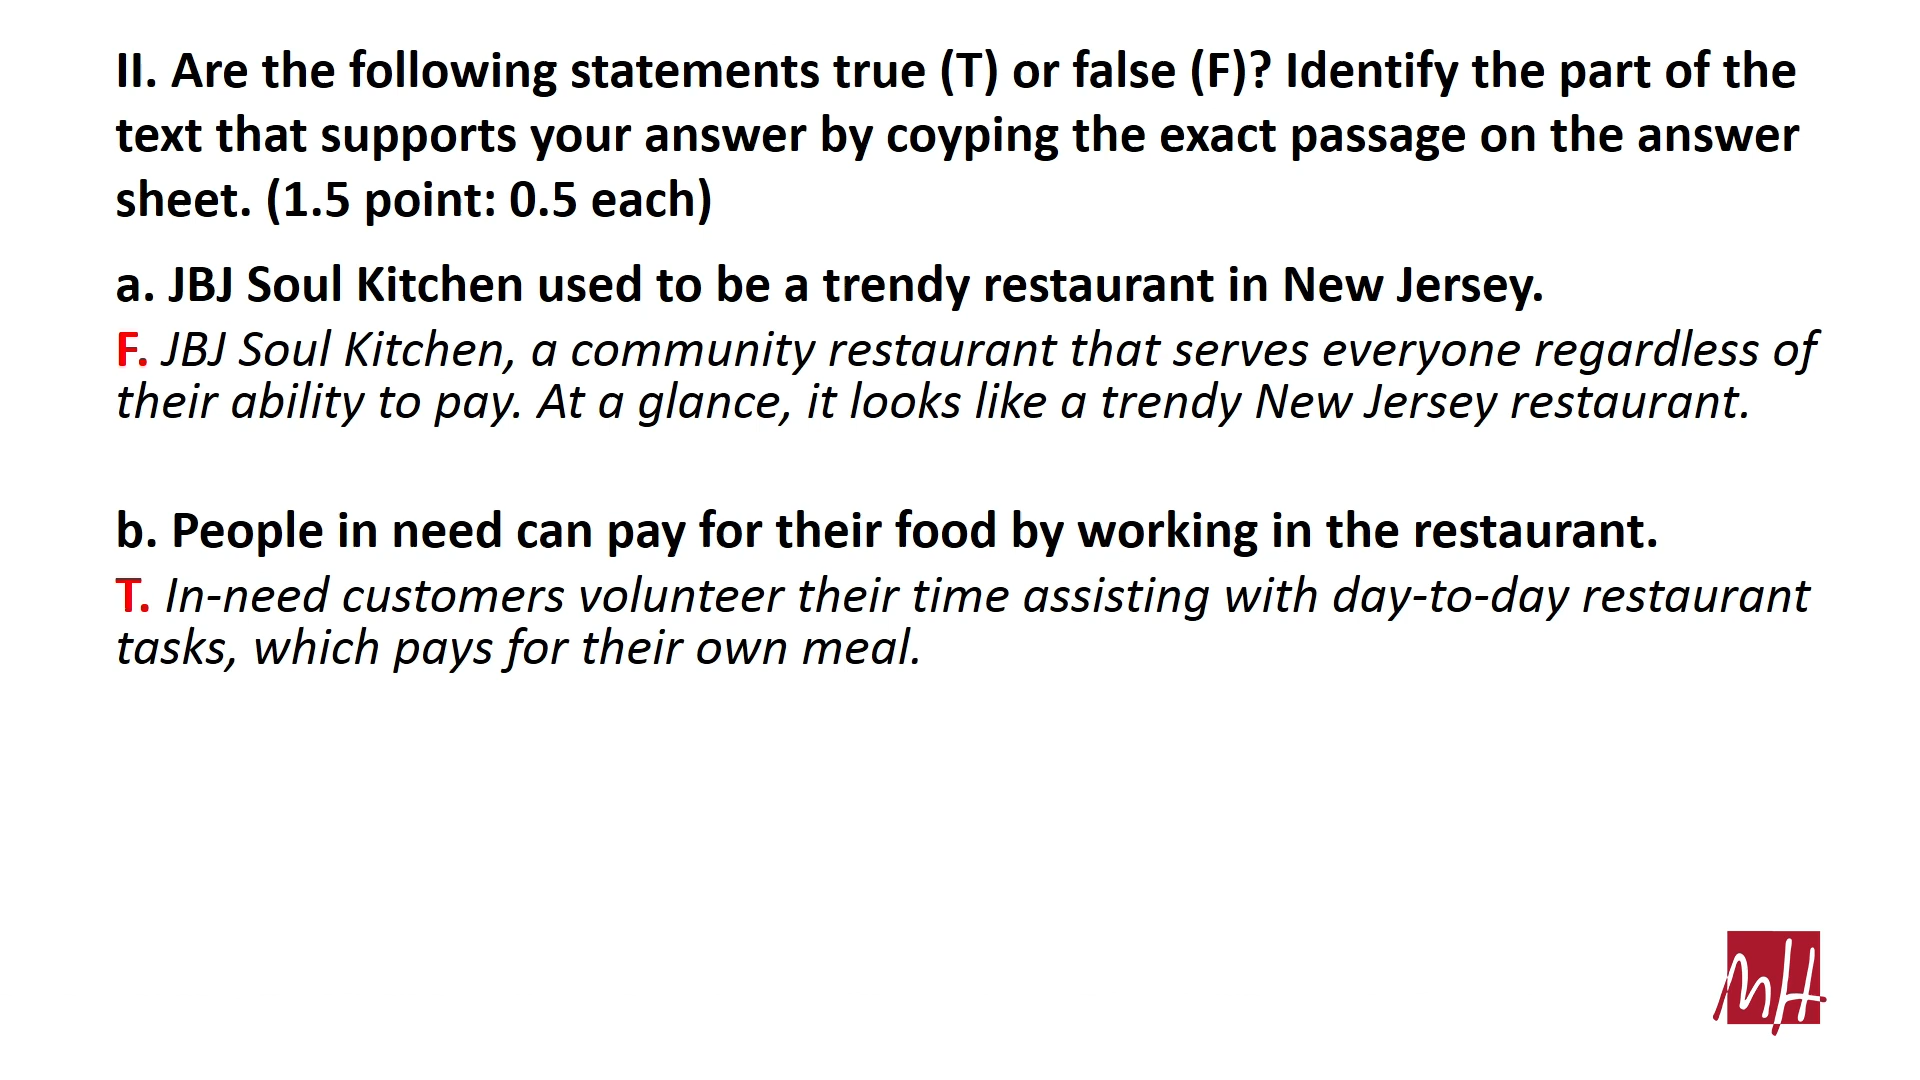 II. Are the following statements true (T) or false (F)? Identify the part of the
text that supports your answer by coyping the exact passage on the answer
sheet. (1.5 point: 0.5 each)
a. JBJ Soul Kitchen used to be a trendy restaurant in New Jersey.
F. JBJ Soul Kitchen, a community restaurant that serves everyone regardless of
their ability to pay. At a glance, it looks like a trendy New Jersey restaurant.
b. People in need can pay for their food by working in the restaurant.
T. In-need customers volunteer their time assisting with day-to-day restaurant
tasks, which pays for their own meal.
MH